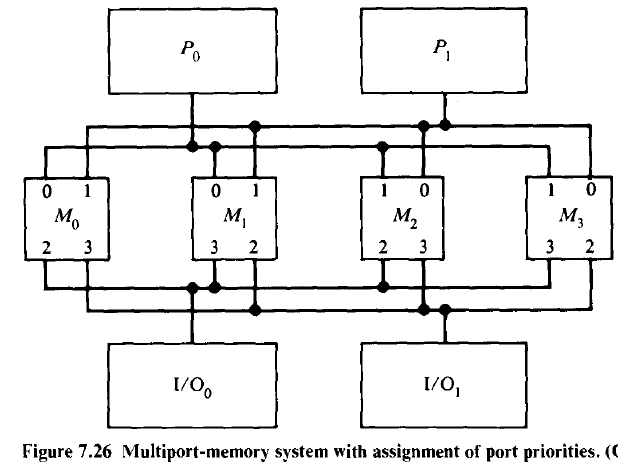 P₀ P₁
0 1 0 1 1 0 1 0
M₀ M₁ M₂ M₃
2 3 3 2 2 3 3 2
I/O₀ I/O₁
Figure 7.26 Multiport-memory system with assignment of port priorities. (